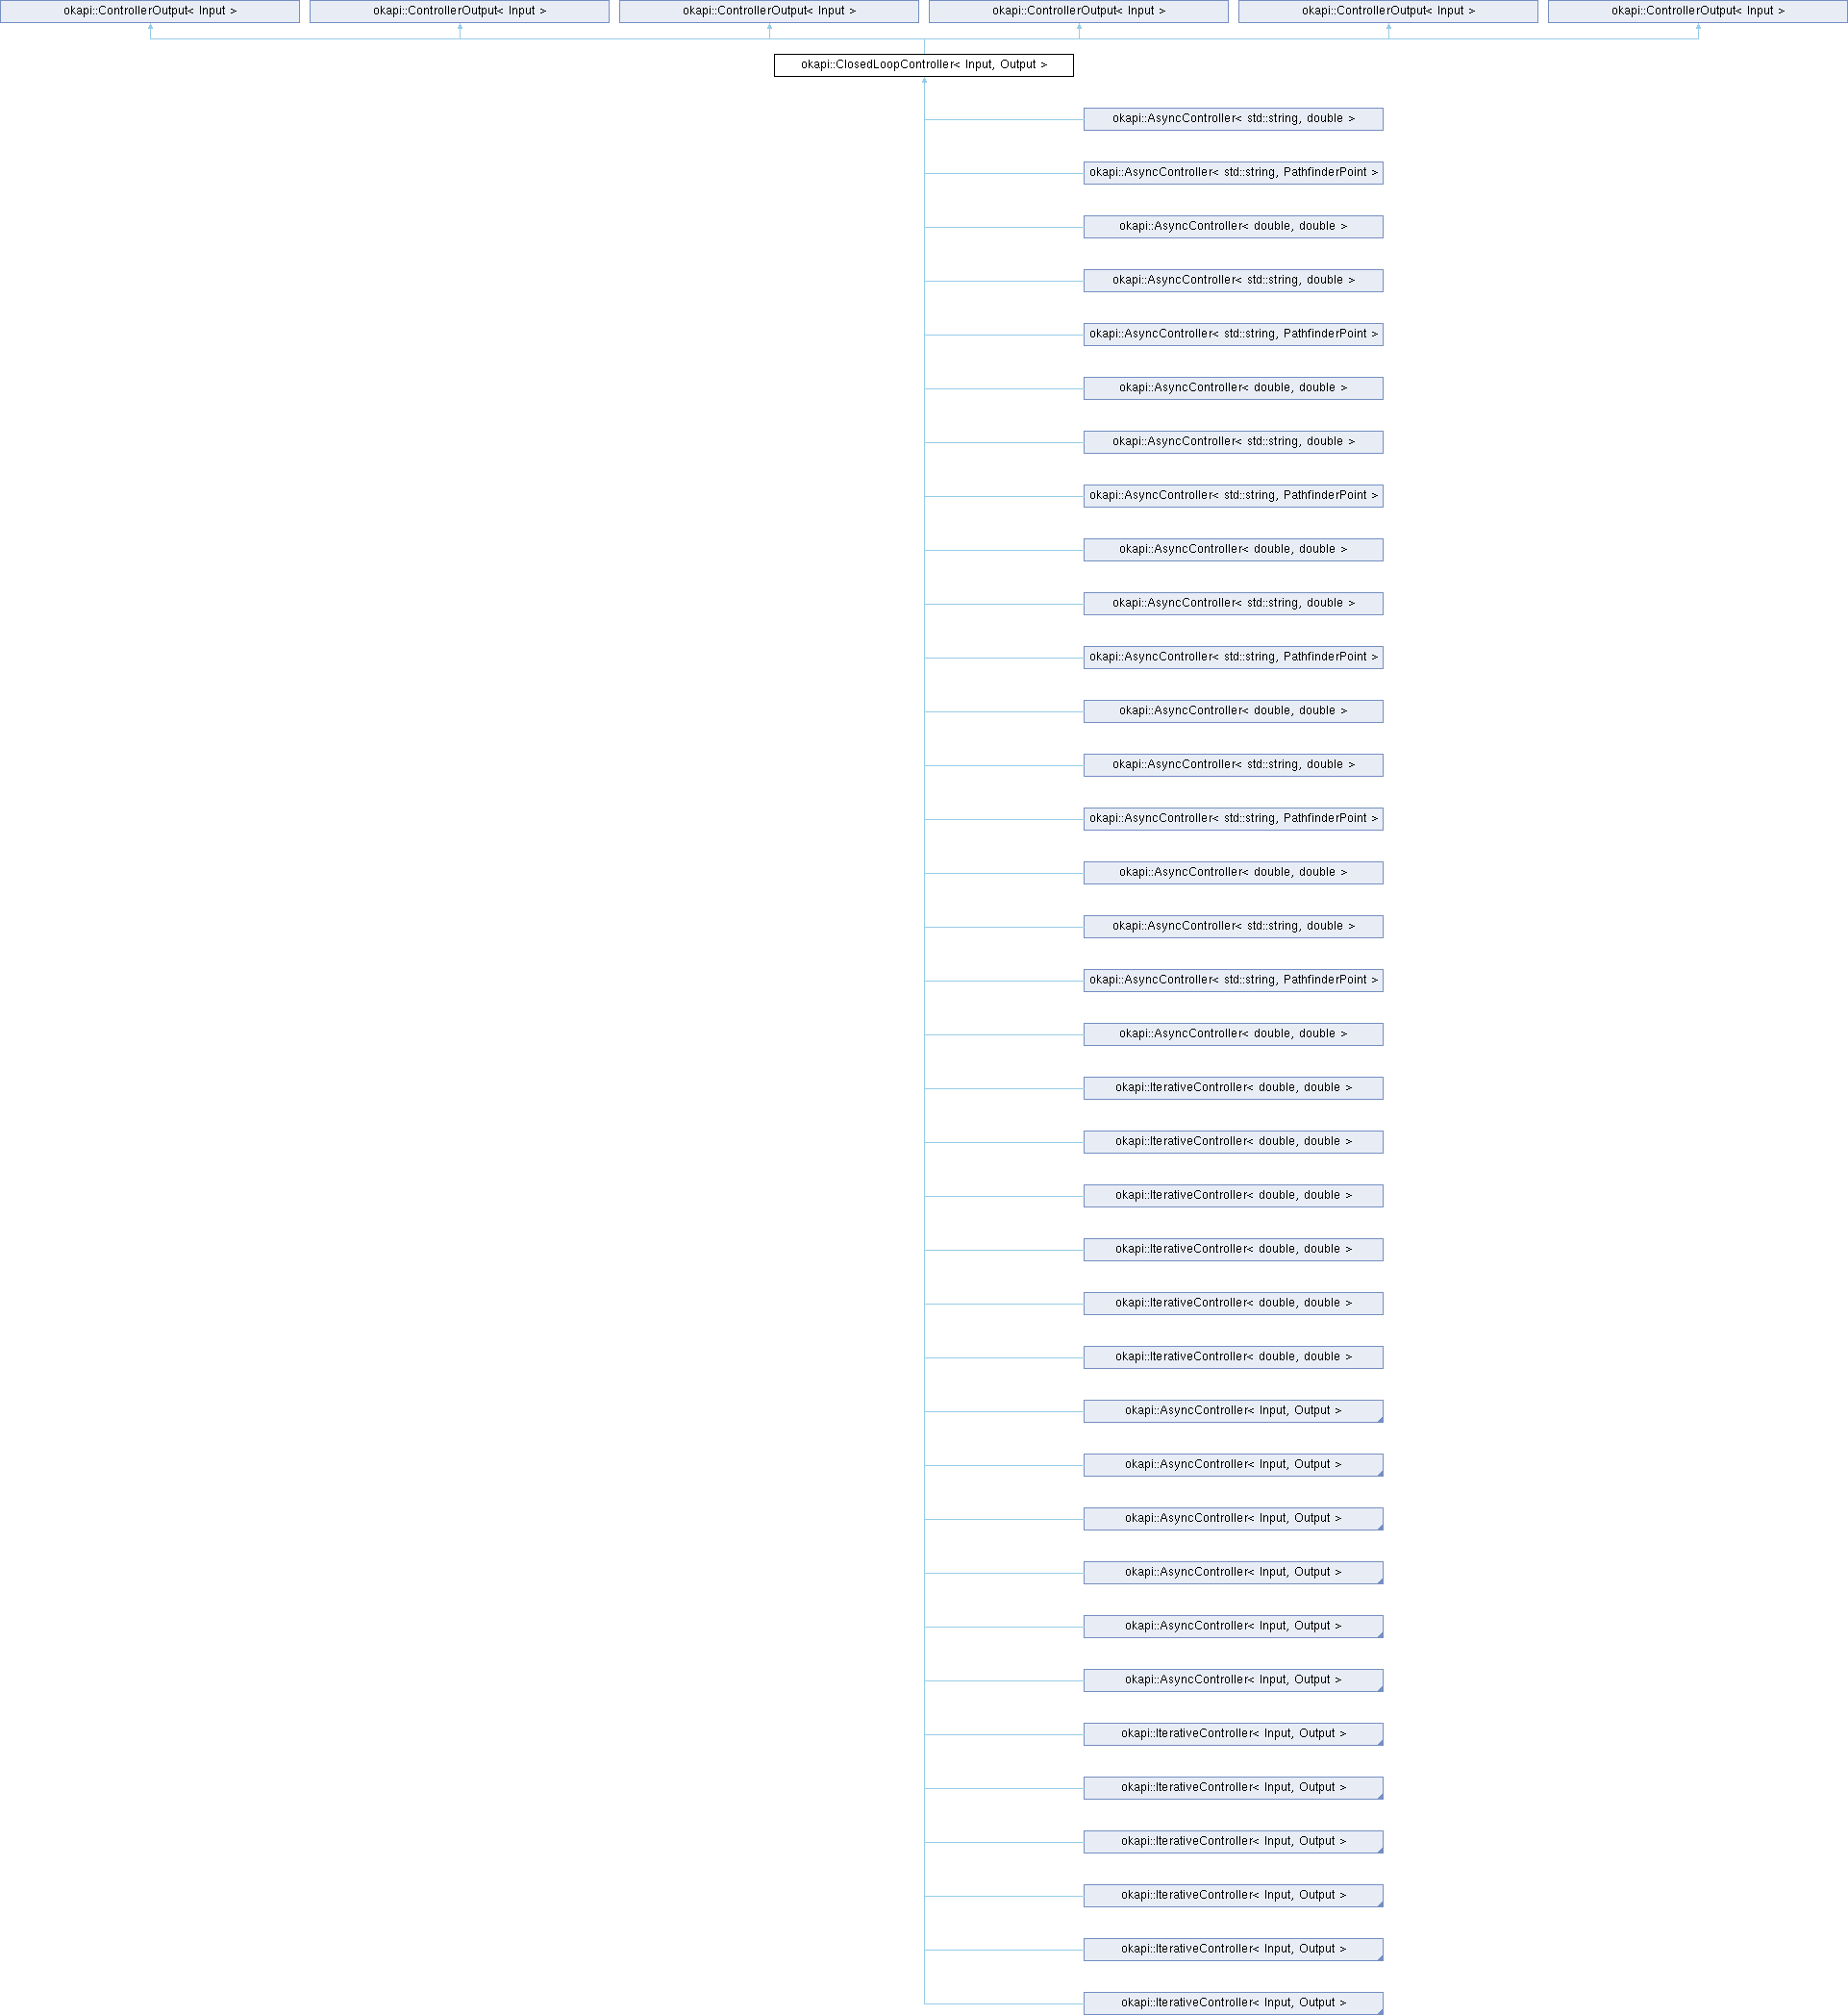 okapi::ControllerOutput< Input >
okapi::ControllerOutput< Input >
okapi::ControllerOutput< Input >
okapi::ControllerOutput< Input >
okapi::ControllerOutput< Input >
okapi::ControllerOutput< Input >
okapi::ClosedLoopController< Input, Output >
okapi::AsyncController< std::string, double >
okapi::AsyncController< std::string, PathfinderPoint >
okapi::AsyncController< double, double >
okapi::AsyncController< std::string, double >
okapi::AsyncController< std::string, PathfinderPoint >
okapi::AsyncController< double, double >
okapi::AsyncController< std::string, double >
okapi::AsyncController< std::string, PathfinderPoint >
okapi::AsyncController< double, double >
okapi::AsyncController< std::string, double >
okapi::AsyncController< std::string, PathfinderPoint >
okapi::AsyncController< double, double >
okapi::AsyncController< std::string, double >
okapi::AsyncController< std::string, PathfinderPoint >
okapi::AsyncController< double, double >
okapi::AsyncController< std::string, double >
okapi::AsyncController< std::string, PathfinderPoint >
okapi::AsyncController< double, double >
okapi::IterativeController< double, double >
okapi::IterativeController< double, double >
okapi::IterativeController< double, double >
okapi::IterativeController< double, double >
okapi::IterativeController< double, double >
okapi::IterativeController< double, double >
okapi::AsyncController< Input, Output >
okapi::AsyncController< Input, Output >
okapi::AsyncController< Input, Output >
okapi::AsyncController< Input, Output >
okapi::AsyncController< Input, Output >
okapi::AsyncController< Input, Output >
okapi::IterativeController< Input, Output >
okapi::IterativeController< Input, Output >
okapi::IterativeController< Input, Output >
okapi::IterativeController< Input, Output >
okapi::IterativeController< Input, Output >
okapi::IterativeController< Input, Output >